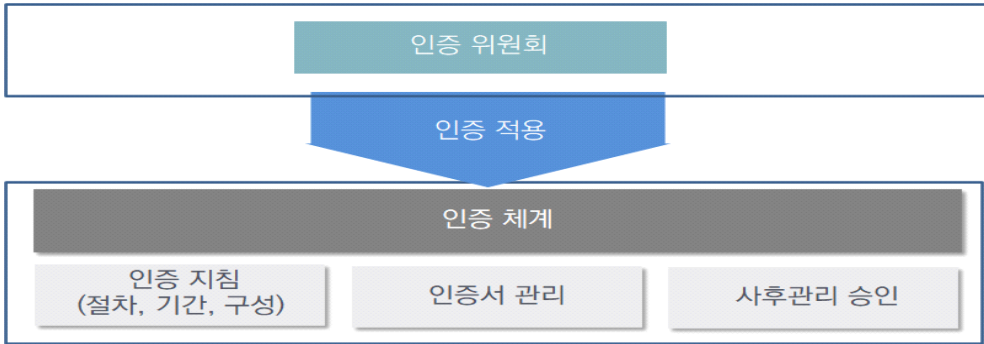 인증 위원회
인증 적용
인증 체계
인증 지침
(절차, 기간, 구성)
인증서 관리
사후관리 승인